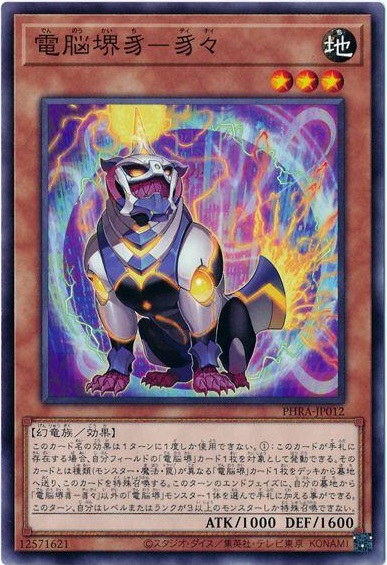 電脳堺豸－豸々
地
PHRA-JP012
【幻竜族／効果】
このカード名の効果は1ターンに1度しか使用できない。①：このカードが手札に
存在する場合、自分フィールドの「電脳堺」カード1枚を対象として発動できる。その
カードとは種類（モンスター・魔法・罠）が異なる「電脳堺」カード1枚をデッキから墓地
へ送り、このカードを特殊召喚する。このターンのエンドフェイズに、自分の墓地から
「電脳堺豸－豸々」以外の「電脳堺」モンスター1体を選んで手札に加える事ができる。
このターン、自分はレベルまたはランクが3以上のモンスターしか特殊召喚できない。
ATK/1000 DEF/1600
12571621
©スタジオ・ダイス／集英社・テレビ東京 KONAMI